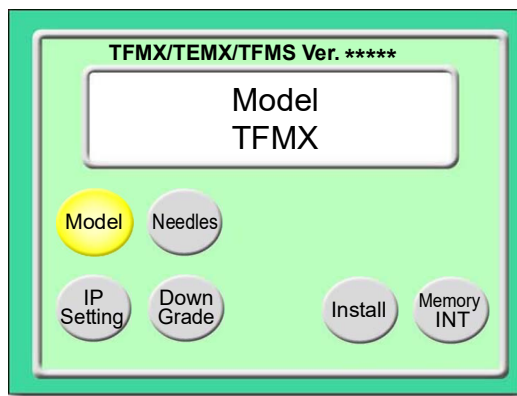 TFMX/TEMX/TFMS Ver. *****
Model
TFMX
Model
Needles
IP
Setting
Down
Grade
Install
Memory
INT